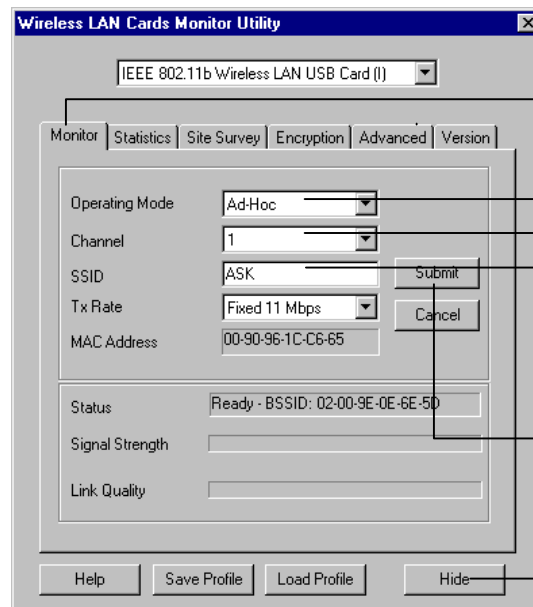 Wireless LAN Cards Monitor Utility
IEEE 802.11b Wireless LAN USB Card (I)
Monitor Statistics Site Survey Encryption Advanced Version
Operating Mode Ad-Hoc
Channel 1
SSID ASK Submit
Tx Rate Fixed 11 Mbps Cancel
MAC Address 00-90-96-1C-C6-65
Status Ready - BSSID: 02-00-9E-0E-6E-5D
Signal Strength
Link Quality
Help Save Profile Load Profile Hide